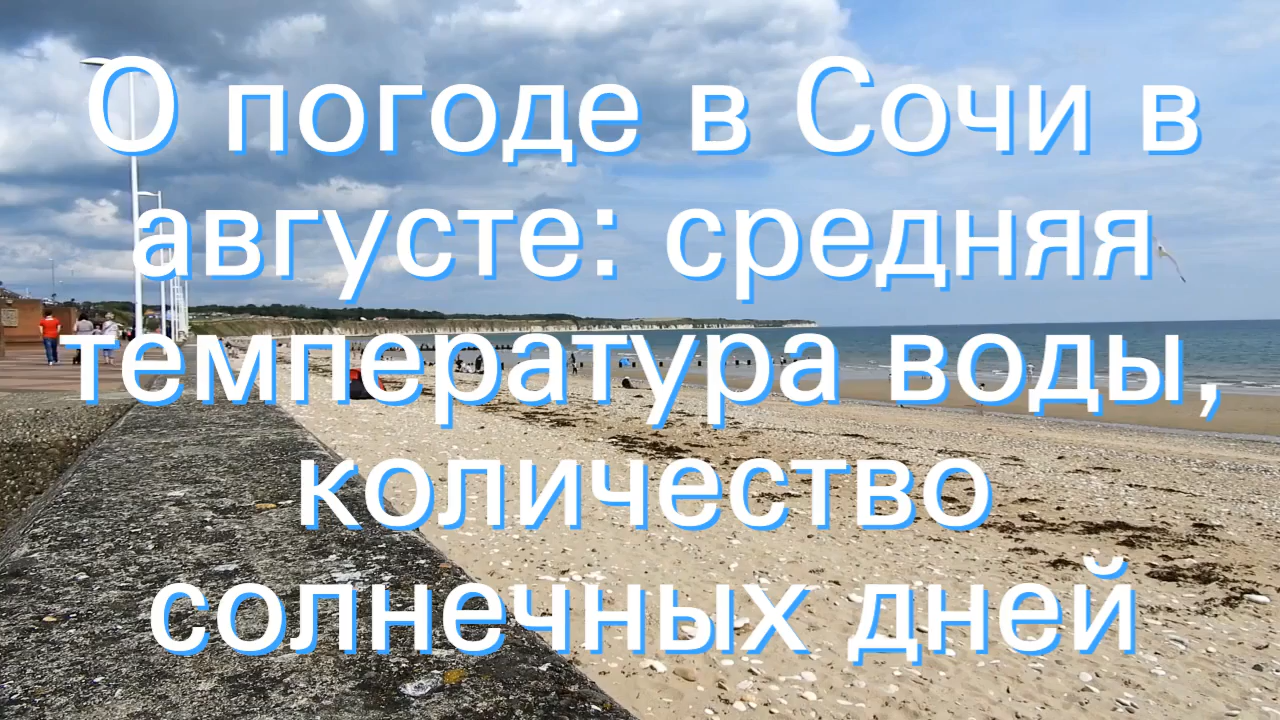 О погоде в Сочи в
августе: средняя
температура воды,
количество
солнечных дней